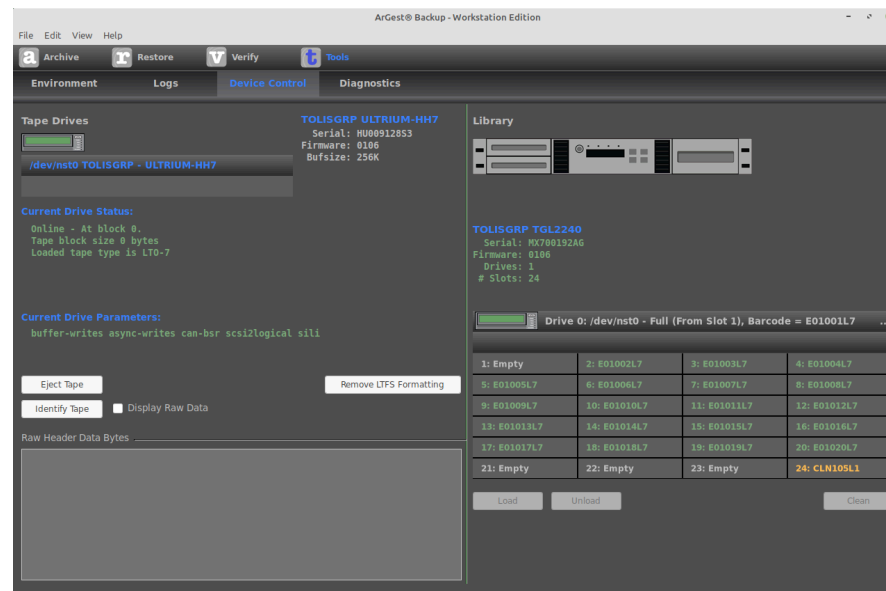 ArGest® Backup - Workstation Edition
File Edit View Help
a Archive r Restore V Verify t Tools
Environment Logs Device Control Diagnostics
Tape Drives
/dev/nst0 TOLISGRP - ULTRIUM-HH7
TOLISGRP ULTRIUM-HH7
Serial: HU009128S3
Firmware: 0106
Bufsize: 256K
Current Drive Status:
Online - At block 0.
Tape block size 0 bytes
Loaded tape type is LTO-7
Current Drive Parameters:
buffer-writes async-writes can-bsr scsi2logical sili
Eject Tape Remove LTFS Formatting
Identify Tape Display Raw Data
Raw Header Data Bytes
Library
TOLISGRP TGL2240
Serial: MX700192AG
Firmware: 0106
Drives: 1
# Slots: 24
Drive 0: /dev/nst0 - Full (From Slot 1), Barcode = E01001L7 ..
1: Empty 2: E01002L7 3: E01003L7 4: E01004L7
5: E01005L7 6: E01006L7 7: E01007L7 8: E01008L7
9: E01009L7 10: E01010L7 11: E01011L7 12: E01012L7
13: E01013L7 14: E01014L7 15: E01015L7 16: E01016L7
17: E01017L7 18: E01018L7 19: E01019L7 20: E01020L7
21: Empty 22: Empty 23: Empty 24: CLN105L1
Load Unload Clean